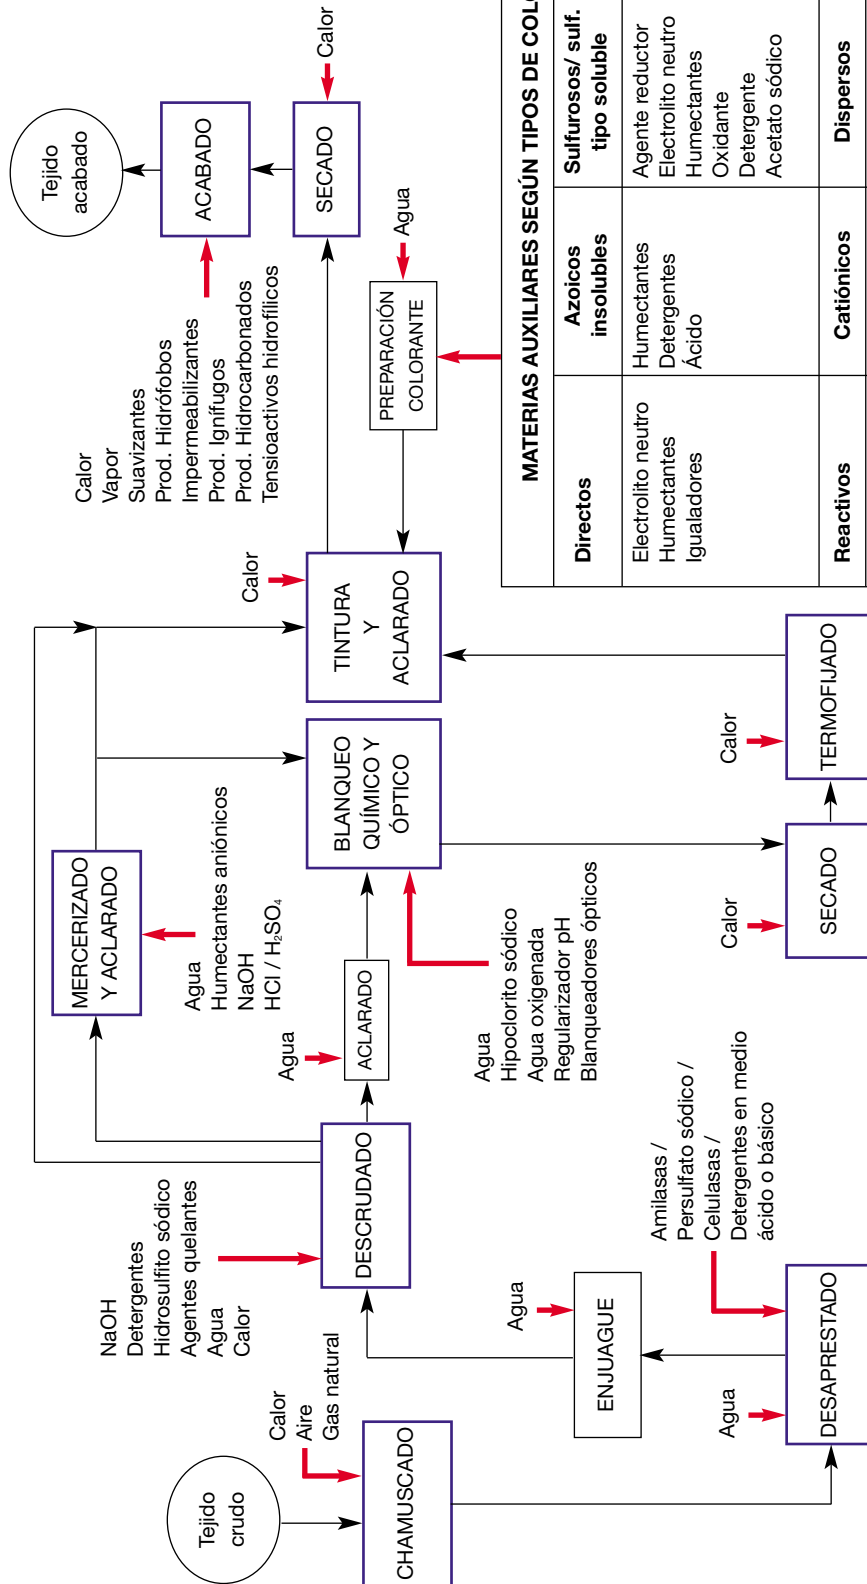 Tejido
crudo
Calor
Aire
Gas natural
CHAMUSCADO
Agua
Amilasas /
Persulfato sódico /
Celulasas /
Detergentes en medio
ácido o básico
DESAPRESTADO
Agua
ENJUAGUE
NaOH
Detergentes
Hidrosulfito sódico
Agentes quelantes
Agua
Calor
DESCRUDADO
Agua
ACLARADO
MERCERIZADO
Y ACLARADO
Agua
Humectantes aniónicos
NaOH
HCl / H₂SO₄
BLANQUEO
QUÍMICO Y
ÓPTICO
Agua
Hipoclorito sódico
Agua oxigenada
Regularizador pH
Blanqueadores ópticos
Calor
SECADO
Calor
TERMOFIJADO
Calor
TINTURA
Y
ACLARADO
PREPARACIÓN
COLORANTE
Agua
Calor
SECADO
Calor
Vapor
Suavizantes
Prod. Hidrófobos
Impermeabilizantes
Prod. Ignífugos
Prod. Hidrocarbonados
Tensioactivos hidrofílicos
ACABADO
Tejido
acabado
MATERIAS AUXILIARES SEGÚN TIPOS DE COLO
Directos
Azoicos
insolubles
Sulfurosos/ sulf.
tipo soluble
Electrolito neutro
Humectantes
Igualadores
Humectantes
Detergentes
Ácido
Agente reductor
Electrolito neutro
Humectantes
Oxidante
Detergente
Acetato sódico
Reactivos
Catiónicos
Dispersos